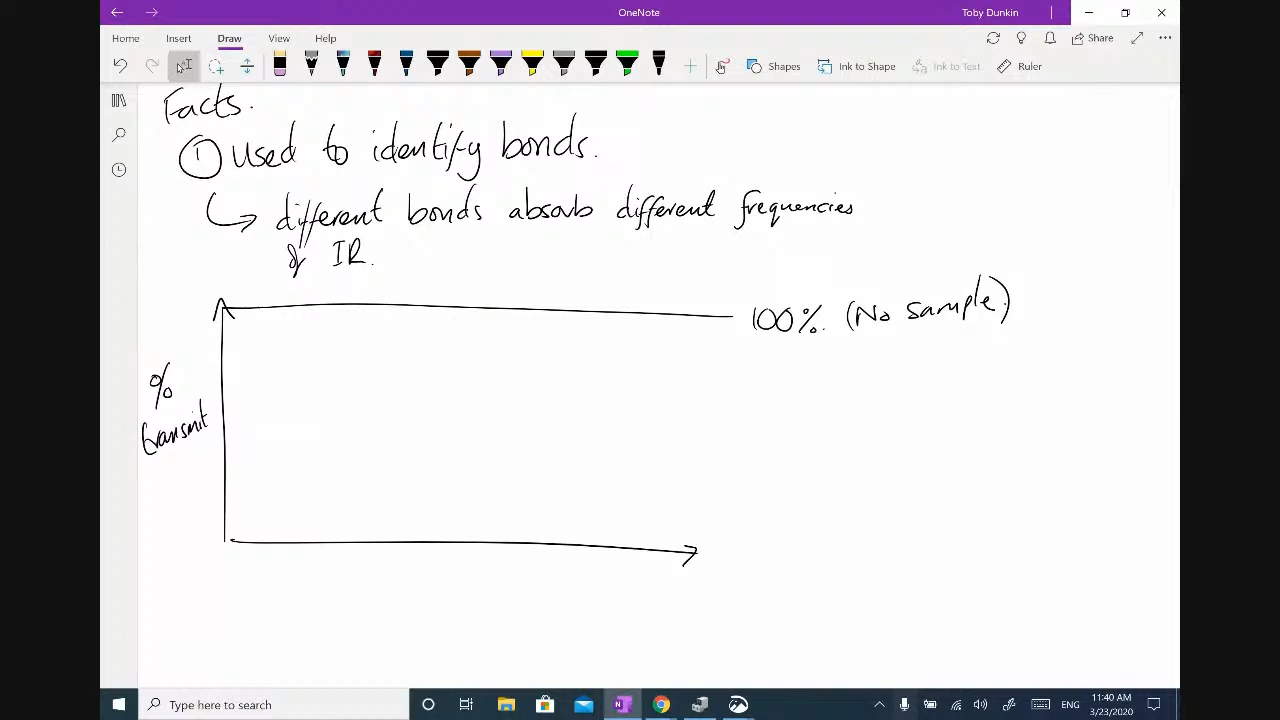 OneNote
Toby Dunkin
Home Insert Draw View Help
Share
Shapes Ink to Shape Ink to Text Ruler
Facts.
① Used to identify bonds.
different bonds absorb different frequencies
of IR.
100%. (No sample)
%
transmit
Type here to search
ENG
11:40 AM
3/23/2020